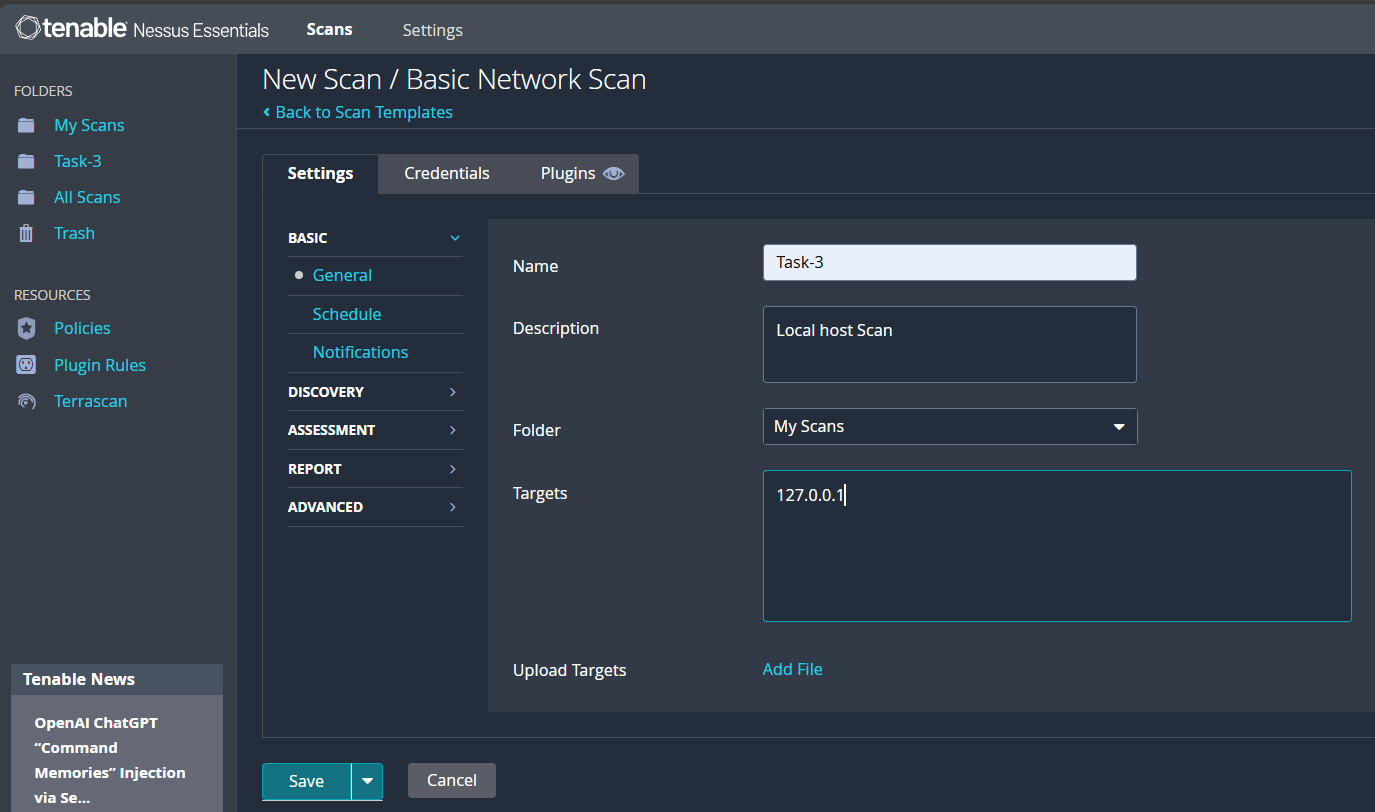 tenable Nessus Essentials Scans Settings
FOLDERS
My Scans
Task-3
All Scans
Trash
RESOURCES
Policies
Plugin Rules
Terrascan
Tenable News
OpenAI ChatGPT
“Command
Memories” Injection
via Se...
New Scan / Basic Network Scan
Back to Scan Templates
Settings Credentials Plugins
BASIC
General
Schedule
Notifications
DISCOVERY
ASSESSMENT
REPORT
ADVANCED
Name Task-3
Description Local host Scan
Folder My Scans
Targets 127.0.0.1
Upload Targets Add File
Save Cancel